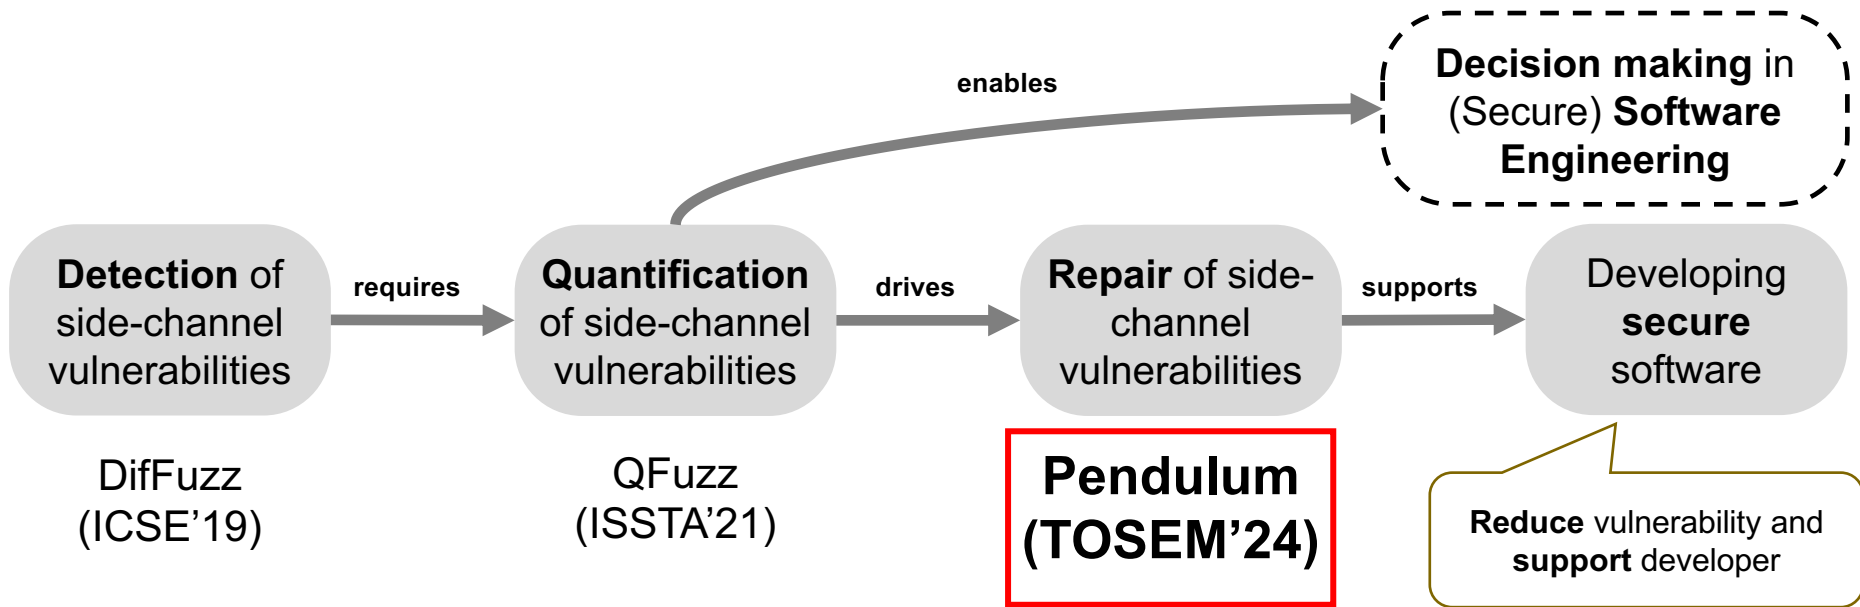 enables
Decision making in
(Secure) Software
Engineering
Detection of
side-channel
vulnerabilities
requires
Quantification
of side-channel
vulnerabilities
drives
Repair of side-
channel
vulnerabilities
supports
Developing
secure
software
DifFuzz
(ICSE’19)
QFuzz
(ISSTA’21)
Pendulum
(TOSEM’24)
Reduce vulnerability and
support developer